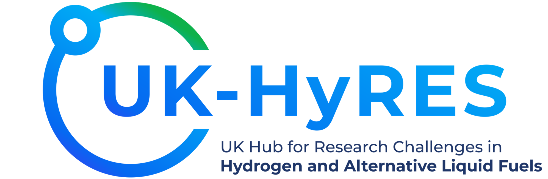 UK-HyRES
UK Hub for Research Challenges in
Hydrogen and Alternative Liquid Fuels